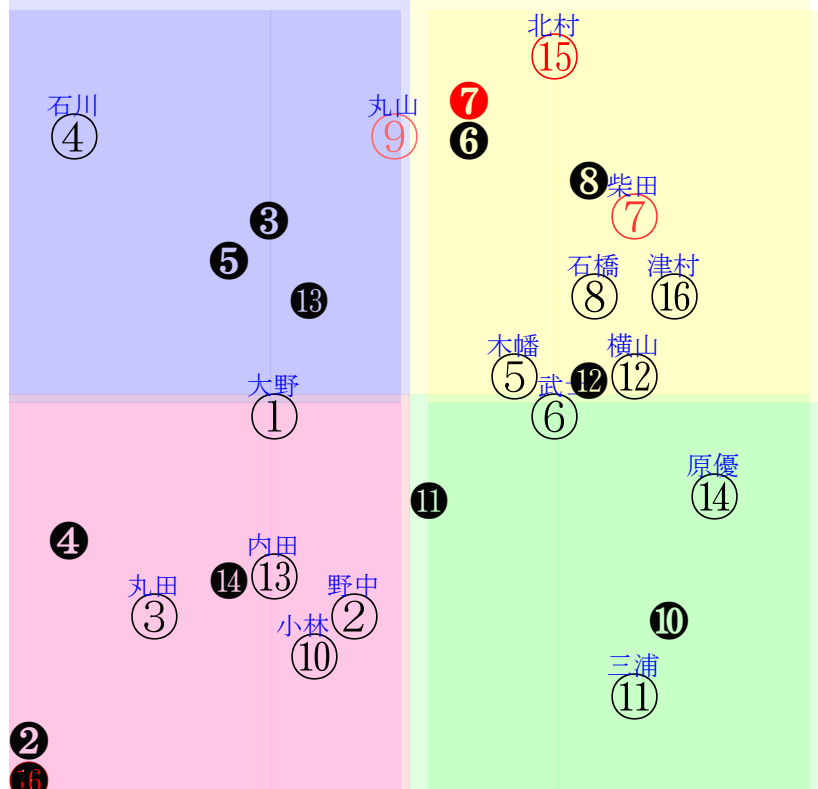 北村
⑮
石川
丸山
❼
④
⑨
❻
❽
柴田
❸
⑦
❺
石橋
津村
⑧
⑯
⓭
木幡
横山
⑤
武士
⓬
⑫
大野
①
⑥
原優
⑭
⓫
❹
内田
⑬
⓮
丸田
野中
③
②
小林
❿
⑩
三浦
⑪
❷
⓰